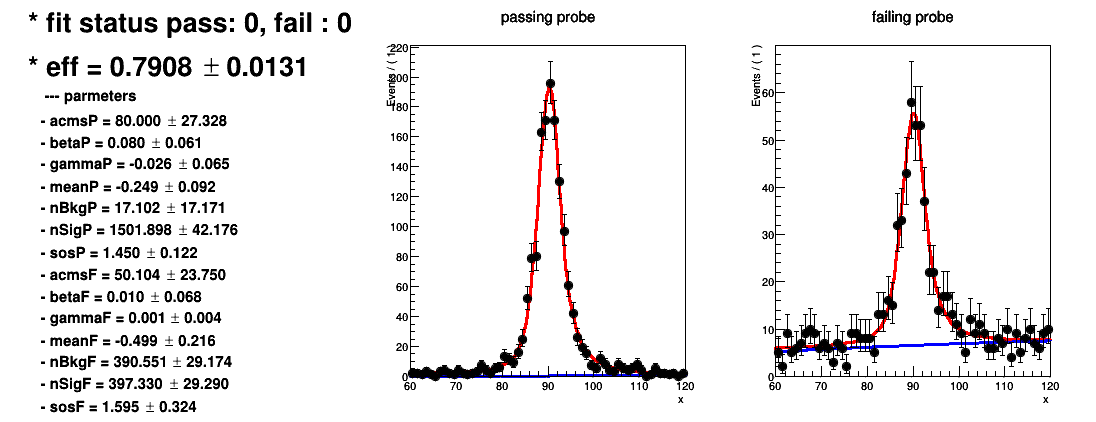 * fit status pass: 0, fail : 0
* eff = 0.7908 ± 0.0131
--- parmeters
- acmsP = 80.000 ± 27.328
- betaP = 0.080 ± 0.061
- gammaP = -0.026 ± 0.065
- meanP = -0.249 ± 0.092
- nBkgP = 17.102 ± 17.171
- nSigP = 1501.898 ± 42.176
- sosP = 1.450 ± 0.122
- acmsF = 50.104 ± 23.750
- betaF = 0.010 ± 0.068
- gammaF = 0.001 ± 0.004
- meanF = -0.499 ± 0.216
- nBkgF = 390.551 ± 29.174
- nSigF = 397.330 ± 29.290
- sosF = 1.595 ± 0.324
passing probe
Events / ( 1 )
220
200
180
160
140
120
100
80
60
40
20
0
60 70 80 90 100 110 120
x
failing probe
Events / ( 1 )
60
50
40
30
20
10
0
60 70 80 90 100 110 120
x